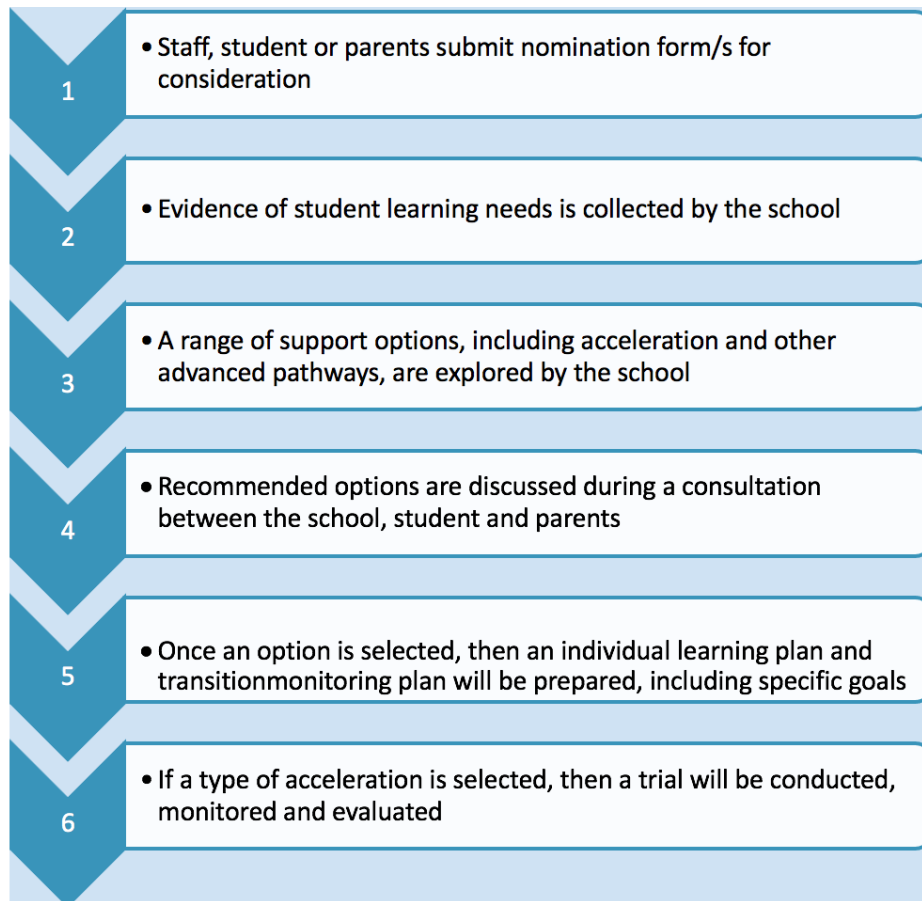 1
• Staff, student or parents submit nomination form/s for
consideration
2
• Evidence of student learning needs is collected by the school
3
• A range of support options, including acceleration and other
advanced pathways, are explored by the school
4
• Recommended options are discussed during a consultation
between the school, student and parents
5
• Once an option is selected, then an individual learning plan and
transitionmonitoring plan will be prepared, including specific goals
6
• If a type of acceleration is selected, then a trial will be conducted,
monitored and evaluated